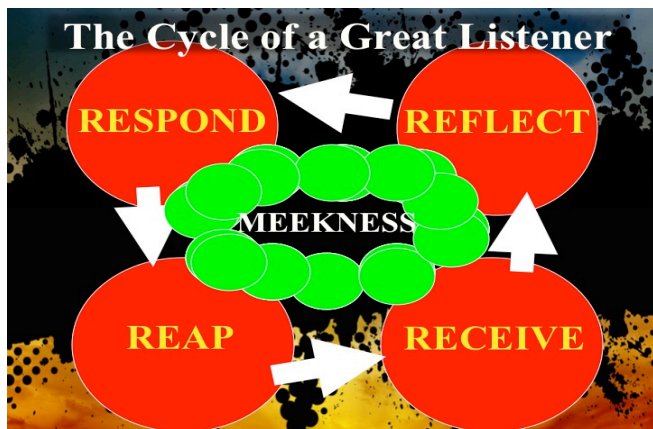 The Cycle of a Great Listener
RESPOND
REFLECT
MEEKNESS
REAP
RECEIVE